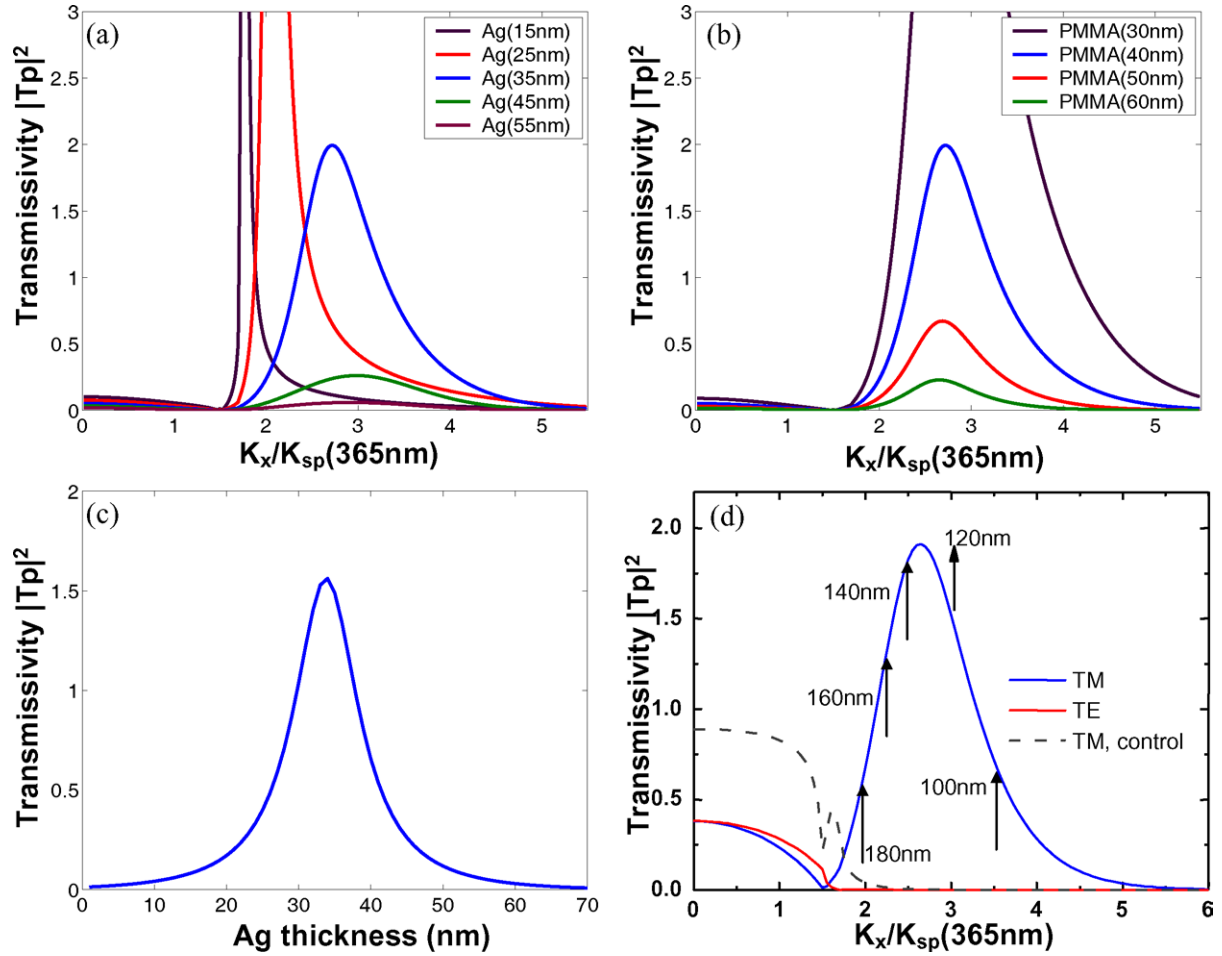 (a)
Ag(15nm)
Ag(25nm)
Ag(35nm)
Ag(45nm)
Ag(55nm)
Transmissivity |Tp|²
3
2.5
2
1.5
1
0.5
0
0 1 2 3 4 5
Kₓ/Kₛₚ(365nm)
(b)
PMMA(30nm)
PMMA(40nm)
PMMA(50nm)
PMMA(60nm)
Transmissivity |Tp|²
3
2.5
2
1.5
1
0.5
0
0 1 2 3 4 5
Kₓ/Kₛₚ(365nm)
(c)
Transmissivity |Tp|²
2
1.5
1
0.5
0
0 10 20 30 40 50 60 70
Ag thickness (nm)
(d)
120nm
140nm
160nm
180nm
100nm
TM
TE
TM, control
Transmissivity |Tp|²
2.0
1.5
1.0
0.5
0.0
0 1 2 3 4 5 6
Kₓ/Kₛₚ(365nm)